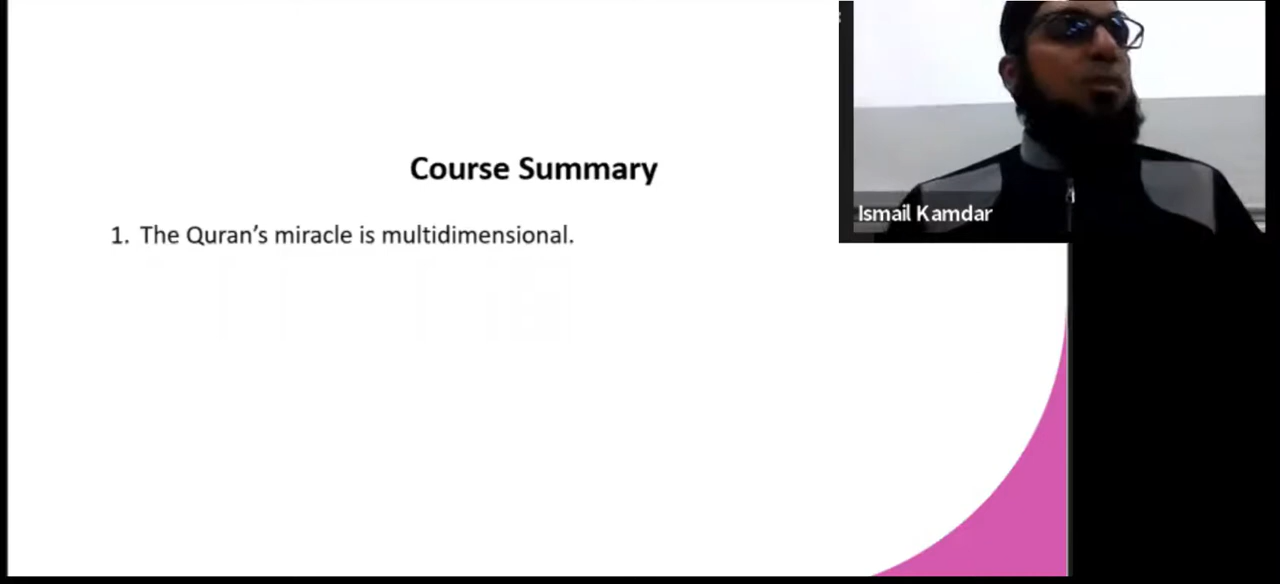 Course Summary
1. The Quran's miracle is multidimensional.
Ismail Kamdar